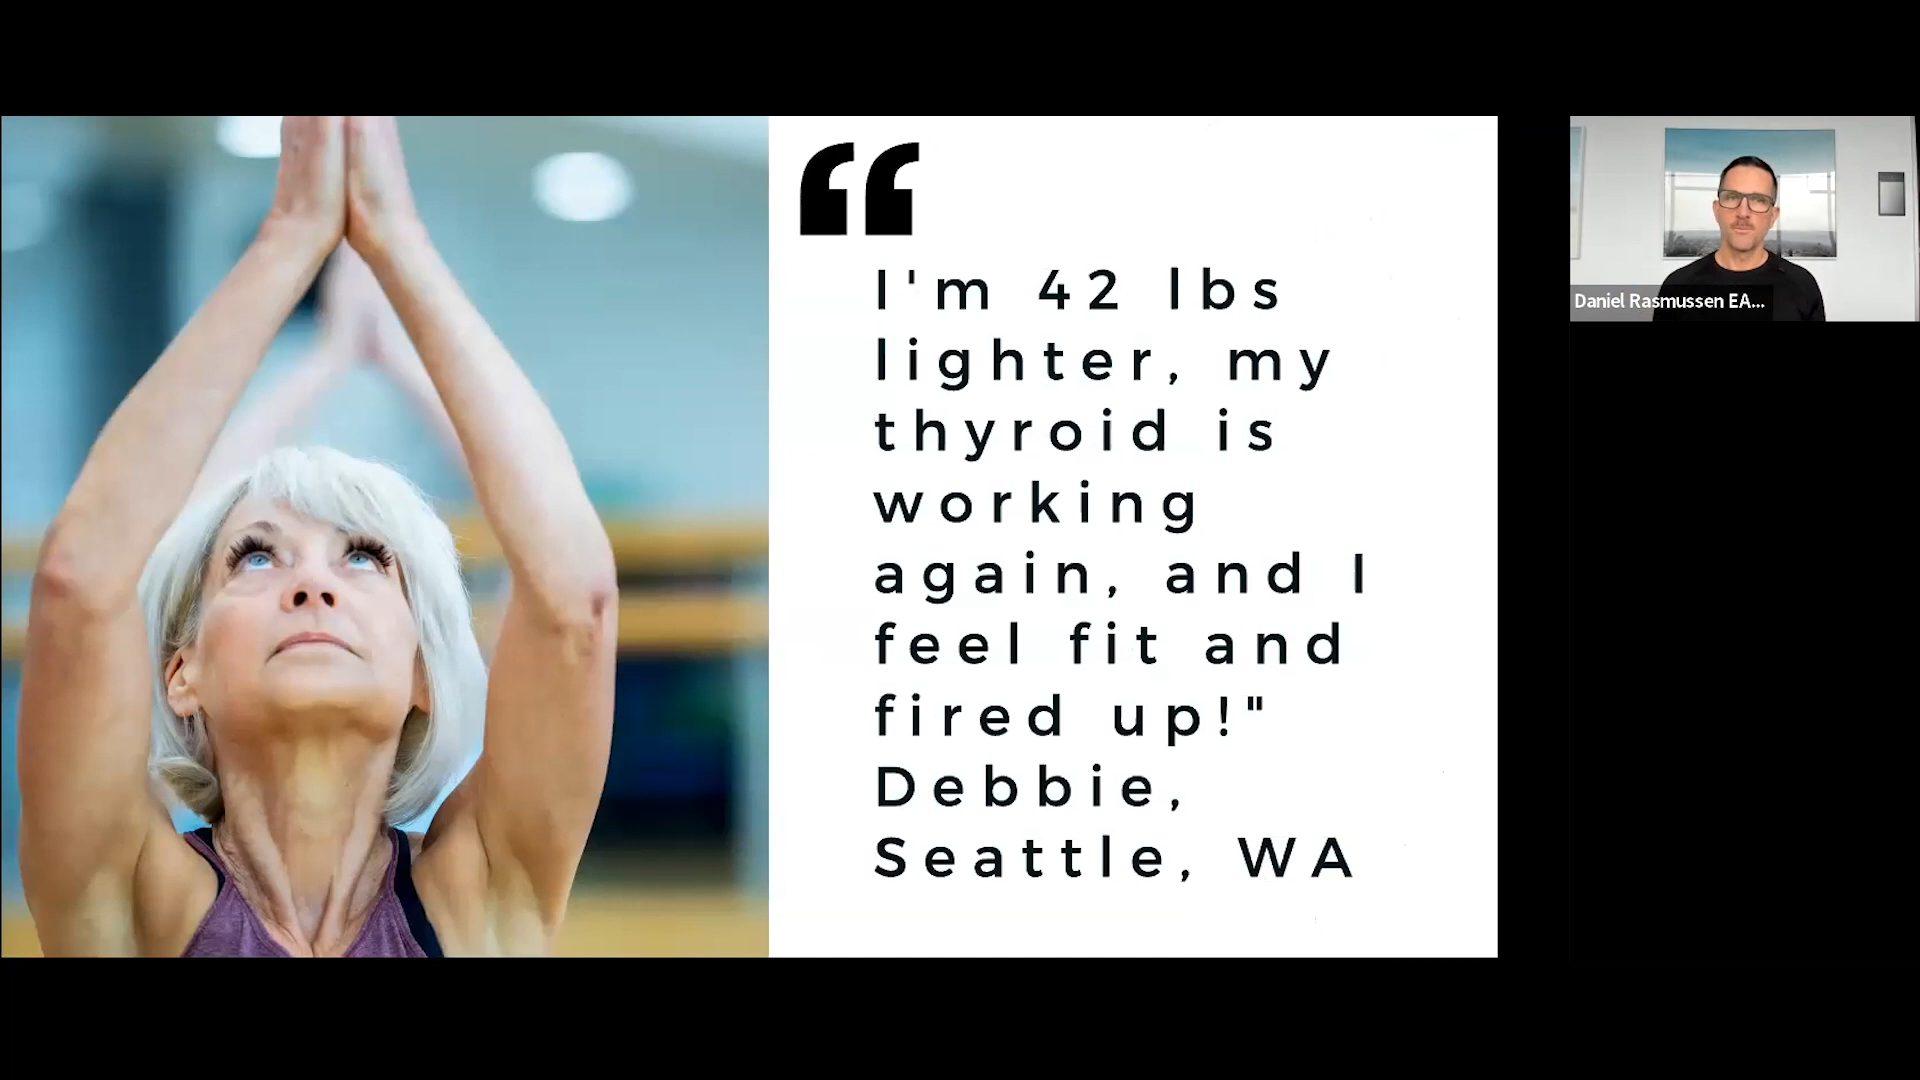 “
I'm 42 lbs
lighter, my
thyroid is
working
again, and I
feel fit and
fired up!"
Debbie,
Seattle, WA
Daniel Rasmussen EA...